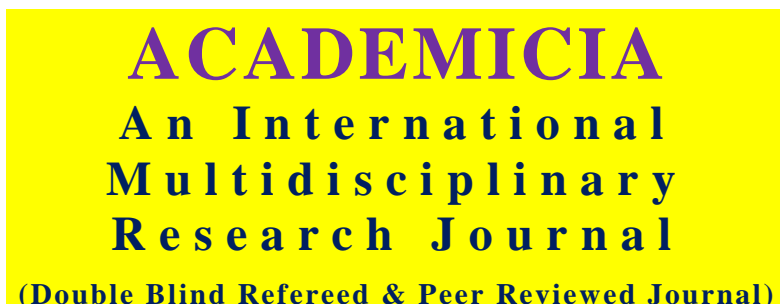 ACADEMICIA
An International
Multidisciplinary
Research Journal
(Double Blind Refereed & Peer Reviewed Journal)